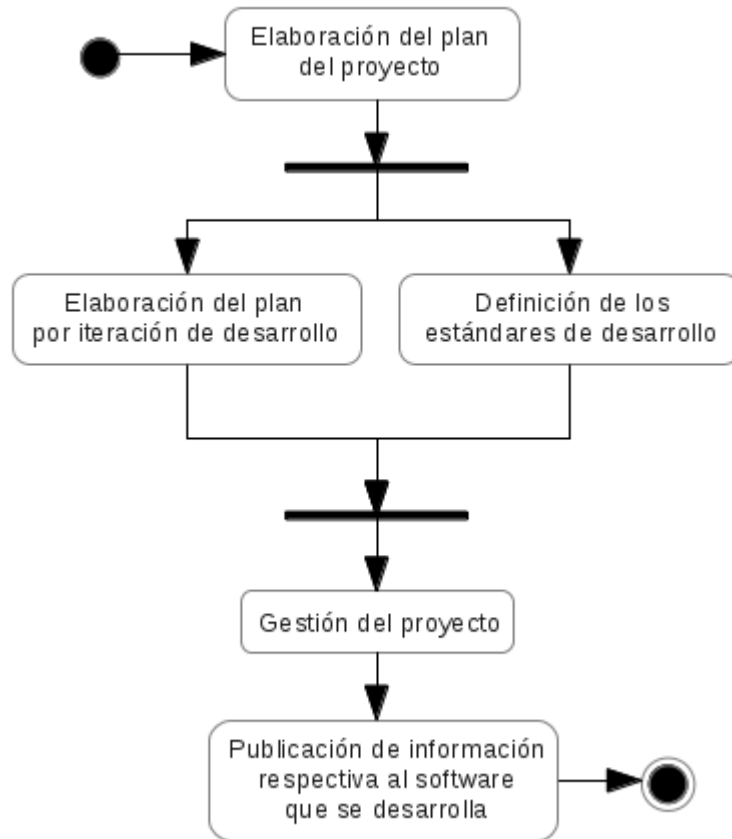 Elaboración del plan
del proyecto
Elaboración del plan
por iteración de desarrollo
Definición de los
estándares de desarrollo
Gestión del proyecto
Publicación de información
respectiva al software
que se desarrolla